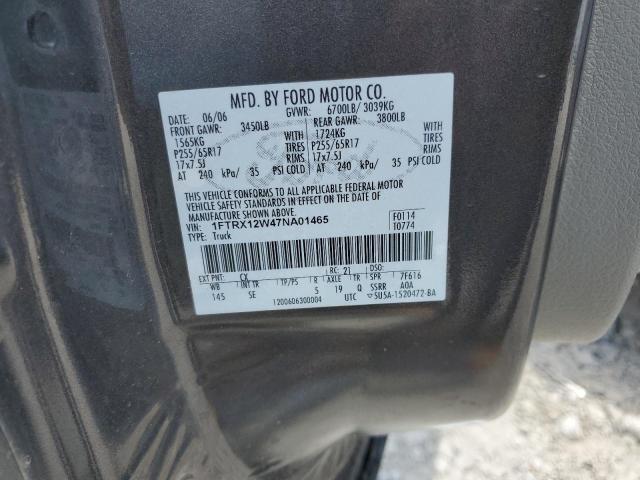 MFD. BY FORD MOTOR CO.
DATE: 06/06 GVWR: 6700LB/ 3039KG
FRONT GAWR: 3450LB REAR GAWR: 3800LB
1565KG WITH 1724KG WITH
P255/65R17 TIRES P255/65R17 TIRES
17x7.5J RIMS 17x7.5J RIMS
AT 240 kPa/ 35 PSI COLD AT 240 kPa/ 35 PSI COLD
THIS VEHICLE CONFORMS TO ALL APPLICABLE FEDERAL MOTOR
VEHICLE SAFETY STANDARDS IN EFFECT ON THE DATE OF
MANUFACTURE SHOWN ABOVE.
VIN: 1FTRX12W47NA01465 F0114
TYPE: Truck T0774
EXT PNT: CX RC: 21 DSO:
WB INT TR TP/PS R AXLE TR SPR 7F616
145 SE 5 19 Q SSRR AOA
1200606300004 UTC ▽5U5A-1520472-BA